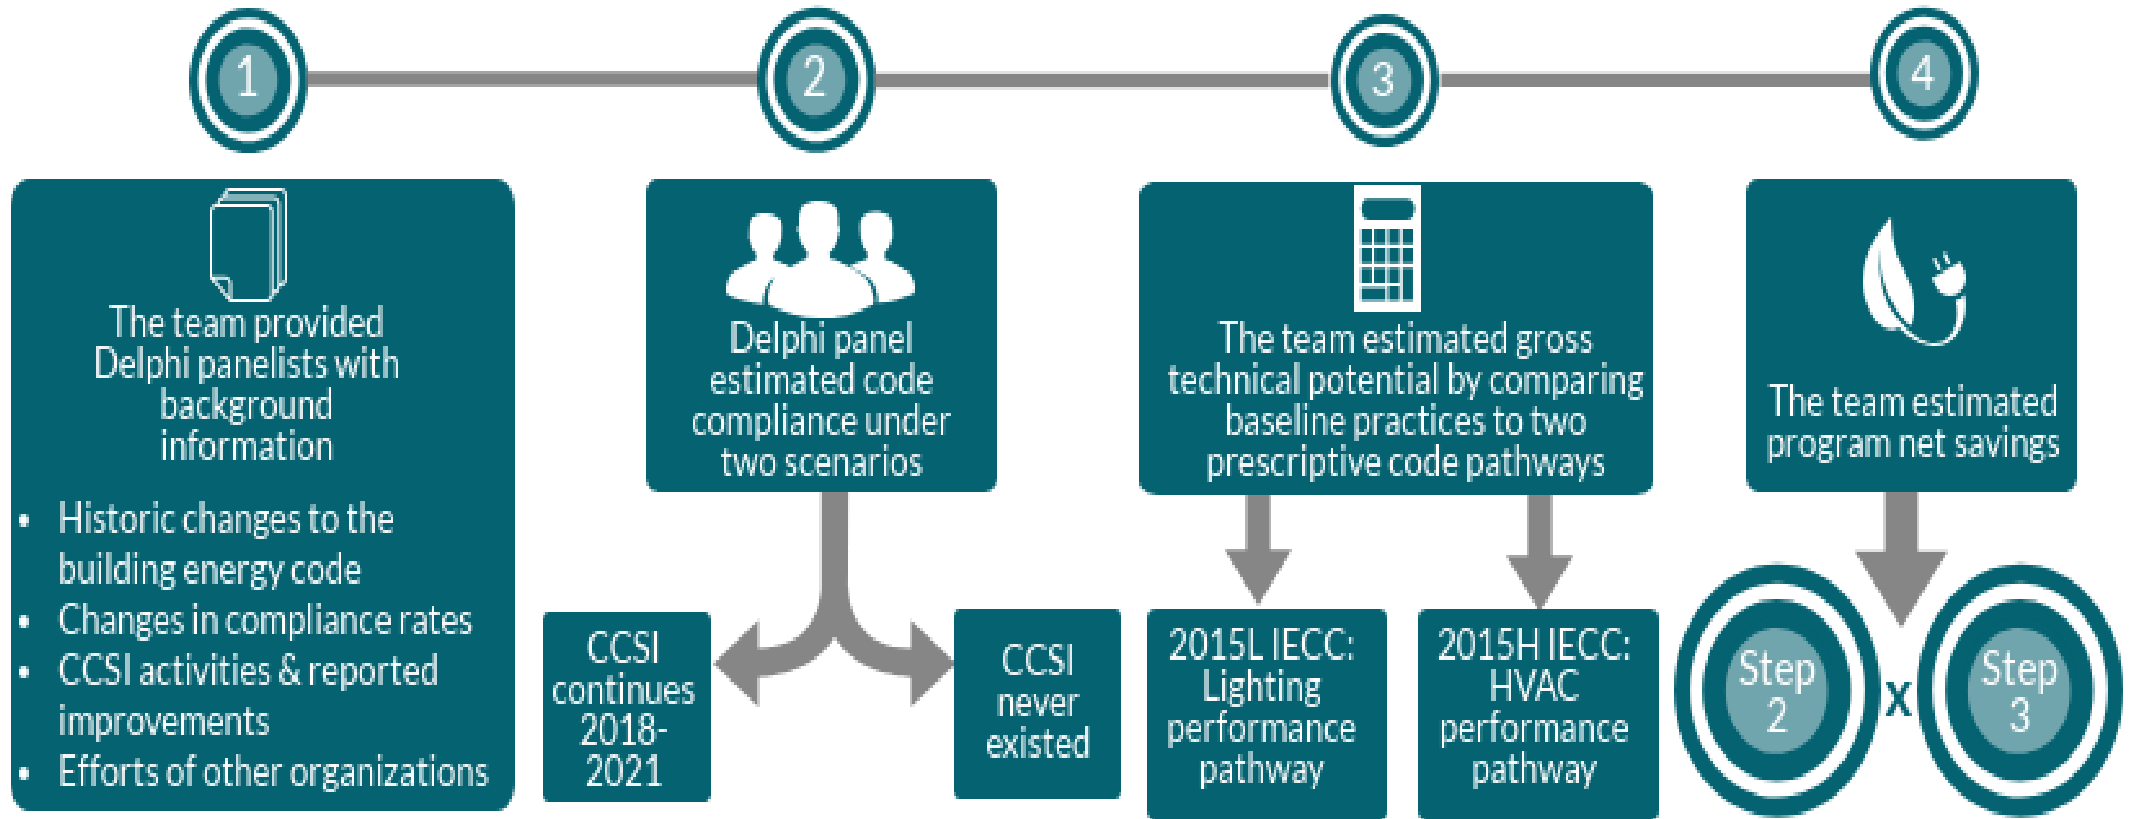 1
2
3
4
The team provided
Delphi panelists with
background
information
• Historic changes to the
building energy code
• Changes in compliance rates
• CCSI activities & reported
improvements
• Efforts of other organizations
Delphi panel
estimated code
compliance under
two scenarios
CCSI
continues
2018-
2021
CCSI
never
existed
The team estimated gross
technical potential by comparing
baseline practices to two
prescriptive code pathways
2015L IECC:
Lighting
performance
pathway
2015H IECC:
HVAC
performance
pathway
The team estimated
program net savings
Step
2
x
Step
3